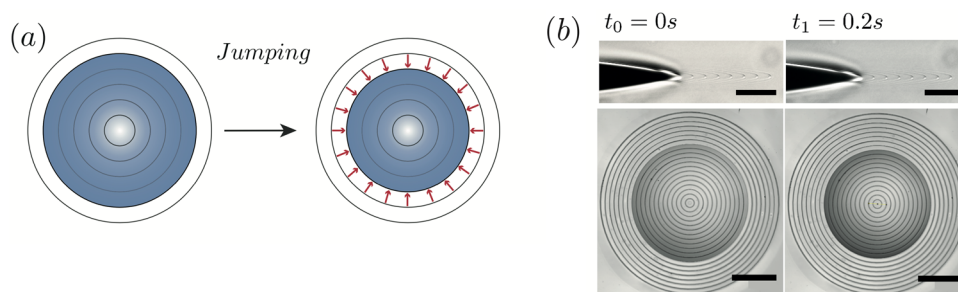 (a)
Jumping
(b)
t₀ = 0s
t₁ = 0.2s